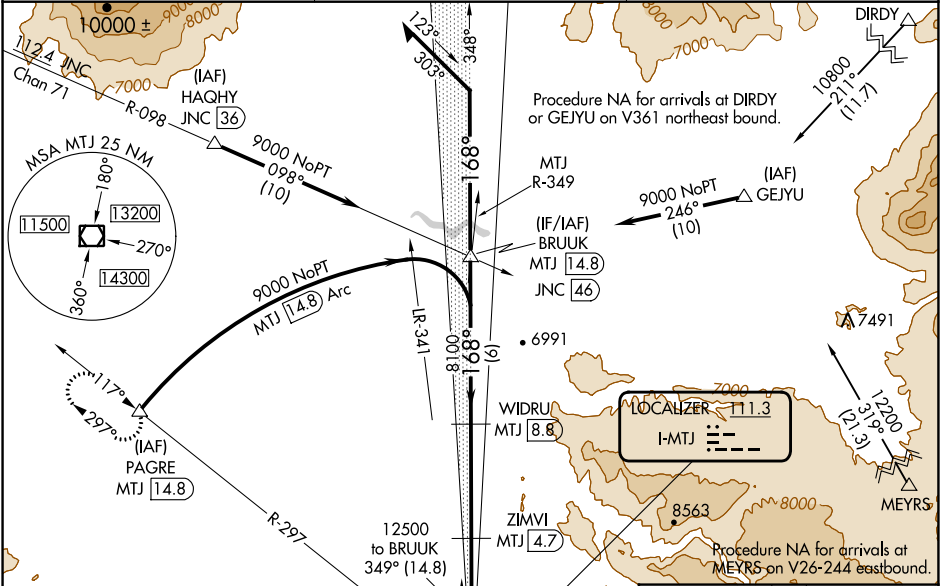 10000 ±
9000
8000
7000
7000
112.4 JNC
Chan 71
R-098
(IAF)
HAQHY
JNC 36
9000 NoPT
098°
(10)
123°
303°
348°
168°
9000
8000
7000
7000
DIRDY
10800
211°
(11.7)
Procedure NA for arrivals at DIRDY
or GEJYU on V361 northeast bound.
MSA MTJ 25 NM
180°
11500
13200
270°
14300
360°
MTJ
R-349
(IF/IAF)
BRUUK
MTJ 14.8
JNC 46
9000 NoPT
246°
(10)
(IAF)
GEJYU
9000 NoPT
MTJ 14.8 Arc
LR-341
8100
168°
(6)
6991
7491
117°
297°
(IAF)
PAGRE
MTJ 14.8
R-297
WIDRU
MTJ 8.8
7000
LOCALIZER 111.3
I-MTJ
12200
319°
(21.3)
MEYRS
8000
8563
8000
ZIMVI
MTJ 4.7
12500
to BRUUK
349° (14.8)
Procedure NA for arrivals at
MEYRS on V26-244 eastbound.